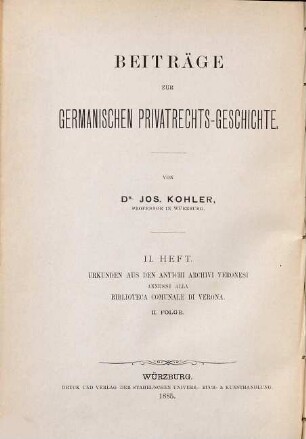 BEITRÄGE
ZUR
GERMANISCHEN PRIVATRECHTS-GESCHICHTE.
VON
DR. JOS. KOHLER,
PROFESSOR IN WÜRZBURG.
II. HEFT.
URKUNDEN AUS DEN ANTICHI ARCHIVI VERONESI
ANNESSI ALLA
BIBLIOTECA COMUNALE DI VERONA.
II. FOLGE.
WÜRZBURG.
DRUCK UND VERLAG DER STAHEL'SCHEN UNIVERS.- BUCH- & KUNSTHANDLUNG
1885.